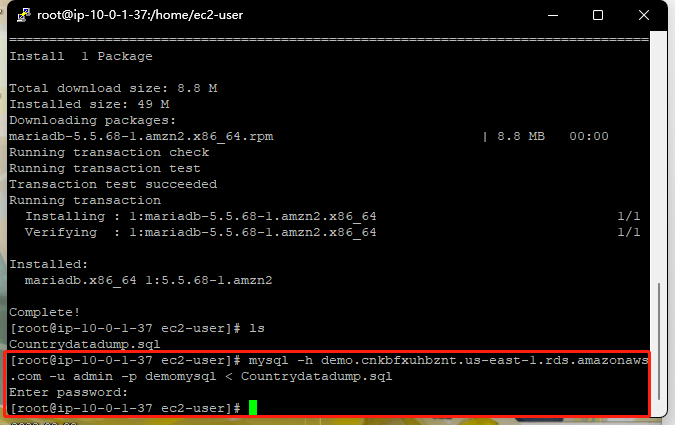 root@ip-10-0-1-37:/home/ec2-user
Install  1 Package
Total download size: 8.8 M
Installed size: 49 M
Downloading packages:
mariadb-5.5.68-1.amzn2.x86_64.rpm | 8.8 MB 00:00
Running transaction check
Running transaction test
Transaction test succeeded
Running transaction
Installing : 1:mariadb-5.5.68-1.amzn2.x86_64 1/1
Verifying  : 1:mariadb-5.5.68-1.amzn2.x86_64 1/1
Installed:
mariadb.x86_64 1:5.5.68-1.amzn2
Complete!
[root@ip-10-0-1-37 ec2-user]# ls
Countrydatadump.sql
[root@ip-10-0-1-37 ec2-user]# mysql -h demo.cnkbfxuhbznt.us-east-1.rds.amazonaws
.com -u admin -p demomysql < Countrydatadump.sql
Enter password:
[root@ip-10-0-1-37 ec2-user]#